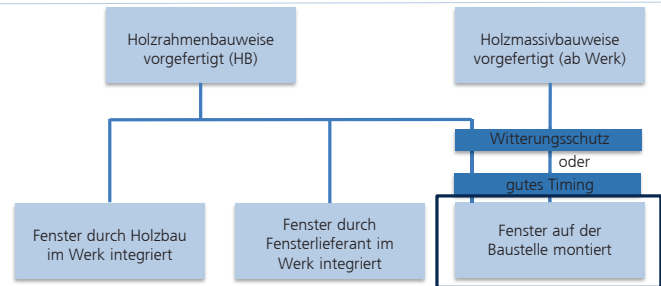 Holzrahmenbauweise
vorgefertigt (HB)
Holzmassivbauweise
vorgefertigt (ab Werk)
Witterungsschutz
oder
gutes Timing
Fenster durch Holzbau
im Werk integriert
Fenster durch
Fensterlieferant im
Werk integriert
Fenster auf der
Baustelle montiert